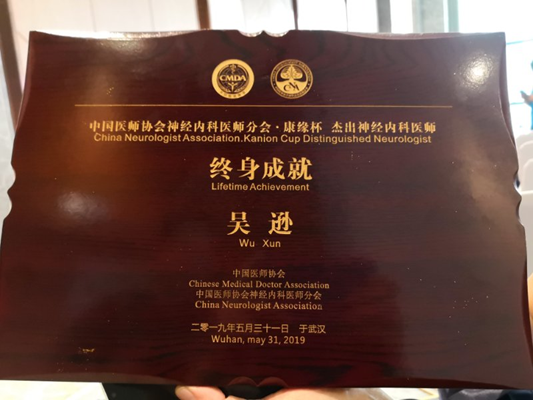 CMDA
CNA
中国医师协会神经内科医师分会·康缘杯 杰出神经内科医师
China Neurologist Association.Kanion Cup Distinguished Neurologist
终身成就
Lifetime Achievement
吴 逊
Wu Xun
中国医师协会
Chinese Medical Doctor Association
中国医师协会神经内科医师分会
China Neurologist Association
二零一九年五月三十一日 于武汉
Wuhan, may 31, 2019